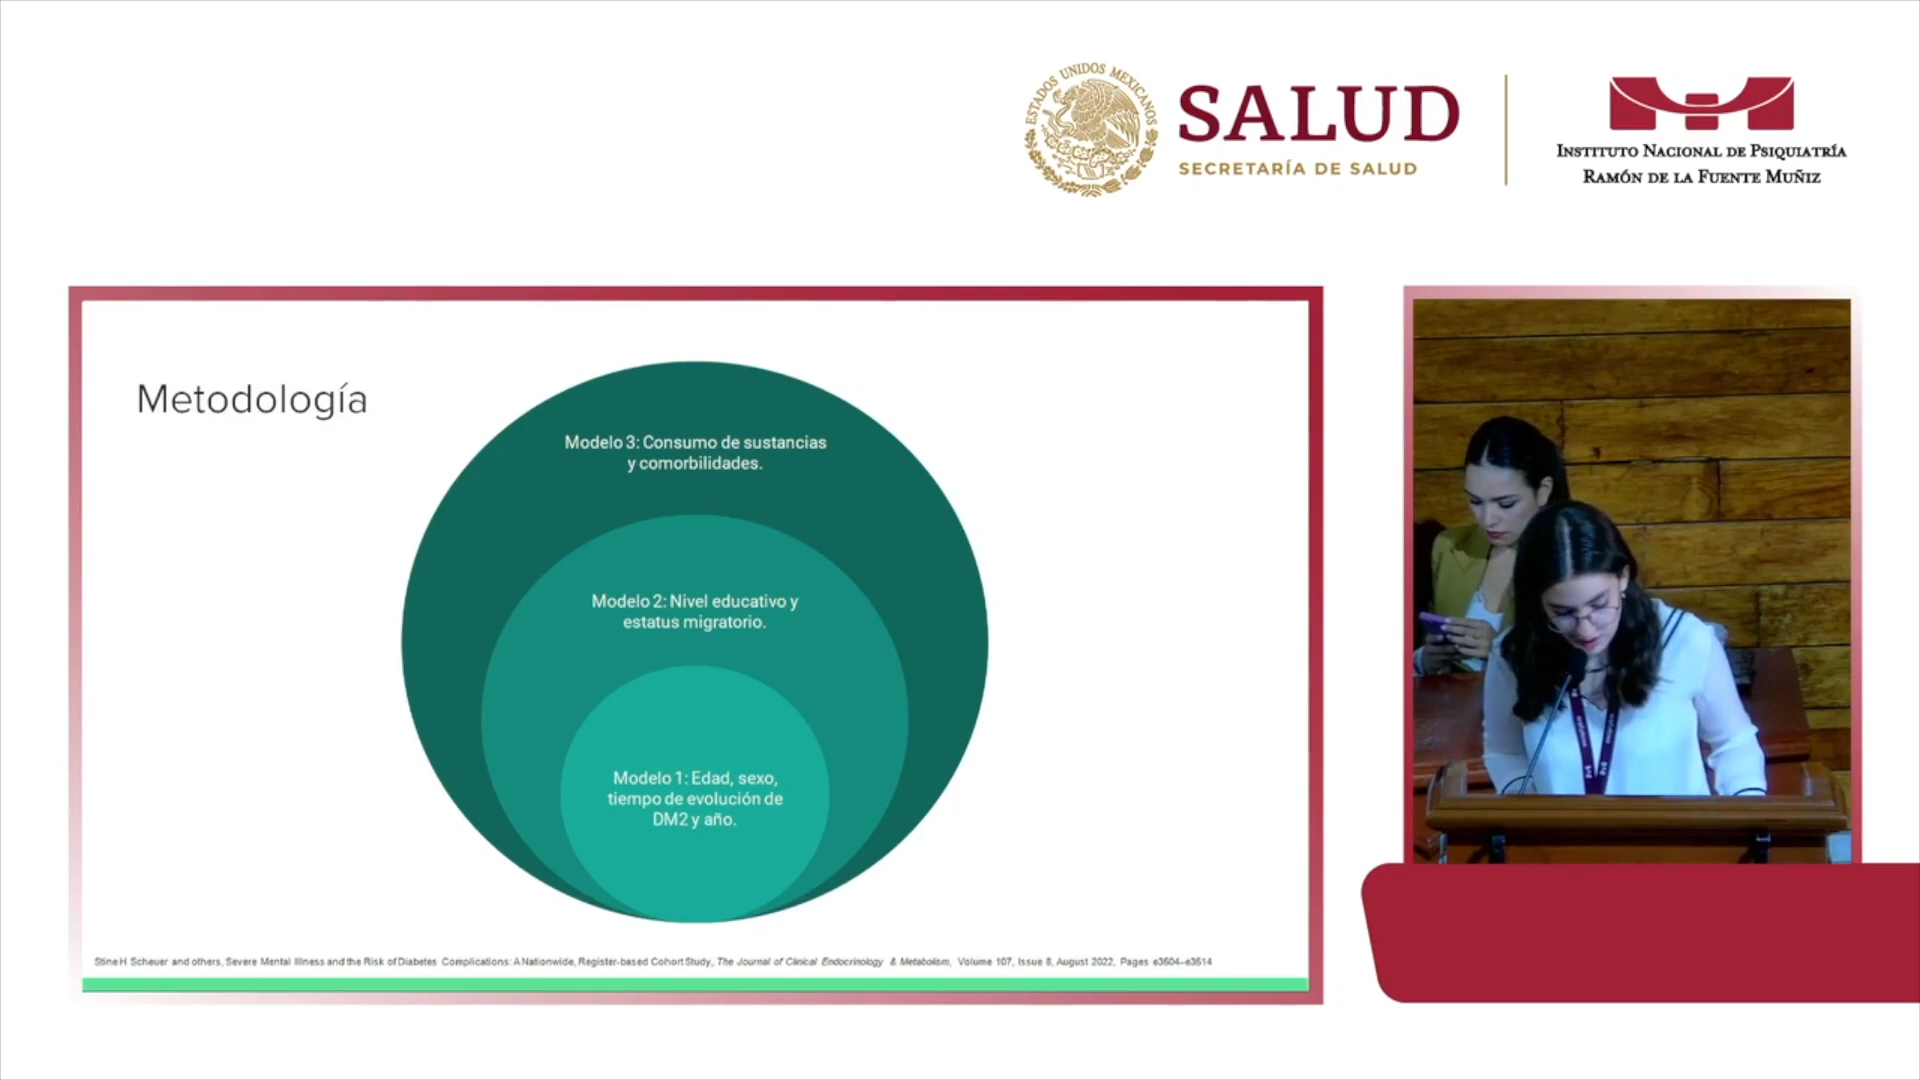 ESTADOS UNIDOS MEXICANOS
SALUD
SECRETARÍA DE SALUD
INSTITUTO NACIONAL DE PSIQUIATRÍA
RAMÓN DE LA FUENTE MUÑIZ
Metodología
Modelo 3: Consumo de sustancias
y comorbilidades.
Modelo 2: Nivel educativo y
estatus migratorio.
Modelo 1: Edad, sexo,
tiempo de evolución de
DM2 y año.
Stine H Scheuer and others, Severe Mental Illness and the Risk of Diabetes Complications: A Nationwide, Register-based Cohort Study, The Journal of Clinical Endocrinology & Metabolism, Volume 107, Issue 8, August 2022, Pages e3504–e3514